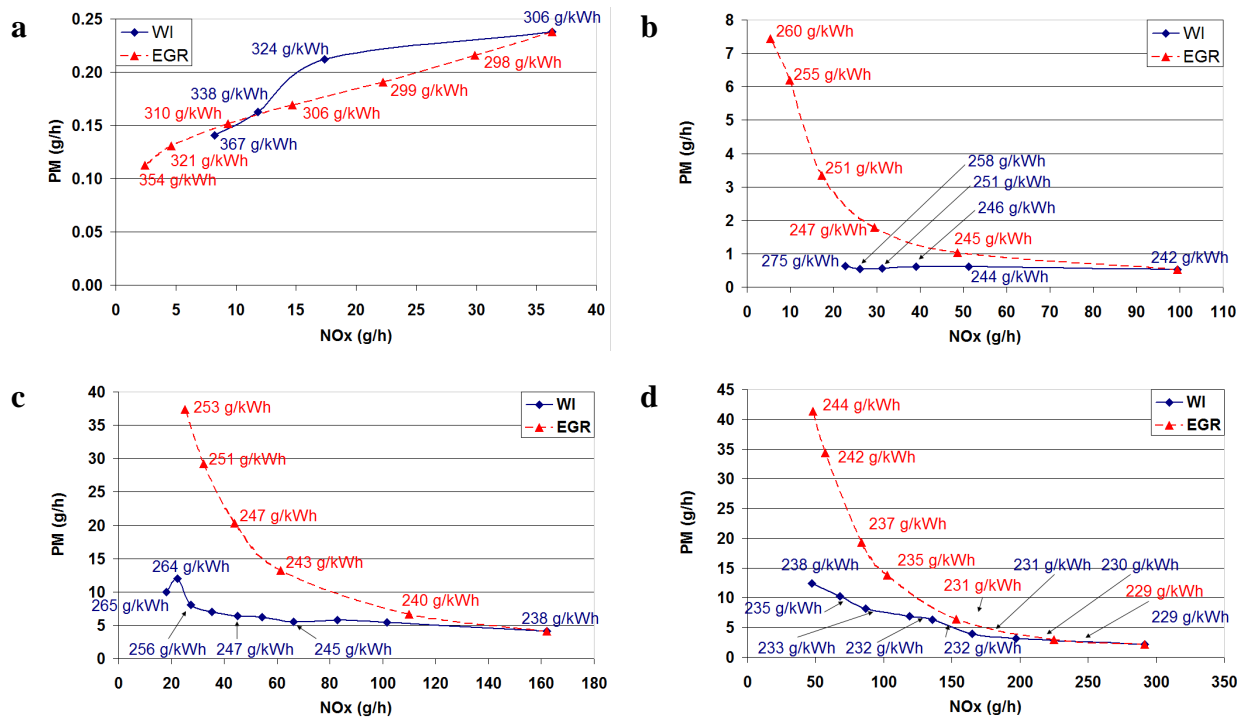 a
WI
EGR
306 g/kWh
324 g/kWh
298 g/kWh
299 g/kWh
338 g/kWh
310 g/kWh
306 g/kWh
367 g/kWh
321 g/kWh
354 g/kWh
PM (g/h)
0.25
0.20
0.15
0.10
0.05
0.00
0 5 10 15 20 25 30 35 40
NOx (g/h)
b
WI
EGR
260 g/kWh
255 g/kWh
258 g/kWh
251 g/kWh
251 g/kWh
246 g/kWh
247 g/kWh
245 g/kWh
275 g/kWh
242 g/kWh
244 g/kWh
PM (g/h)
8
7
6
5
4
3
2
1
0
0 10 20 30 40 50 60 70 80 90 100 110
NOx (g/h)
c
WI
EGR
253 g/kWh
251 g/kWh
247 g/kWh
243 g/kWh
264 g/kWh
240 g/kWh
265 g/kWh
238 g/kWh
256 g/kWh
247 g/kWh
245 g/kWh
PM (g/h)
40
35
30
25
20
15
10
5
0
0 20 40 60 80 100 120 140 160 180
NOx (g/h)
d
WI
EGR
244 g/kWh
242 g/kWh
237 g/kWh
235 g/kWh
231 g/kWh
230 g/kWh
238 g/kWh
231 g/kWh
229 g/kWh
235 g/kWh
229 g/kWh
233 g/kWh
232 g/kWh
232 g/kWh
PM (g/h)
45
40
35
30
25
20
15
10
5
0
0 50 100 150 200 250 300 350
NOx (g/h)